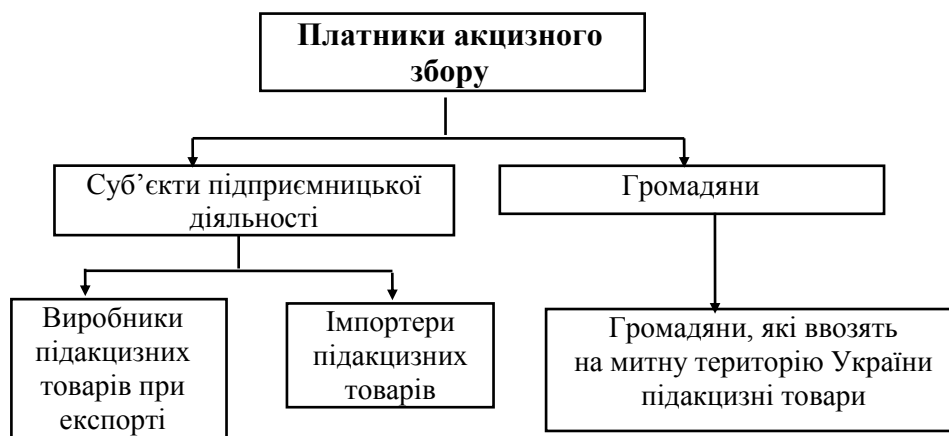 Платники акцизного
збору
Суб’єкти підприємницької
діяльності
Громадяни
Виробники
підакцизних
товарів при
експорті
Імпортери
підакцизних
товарів
Громадяни, які ввозять
на митну територію України
підакцизні товари